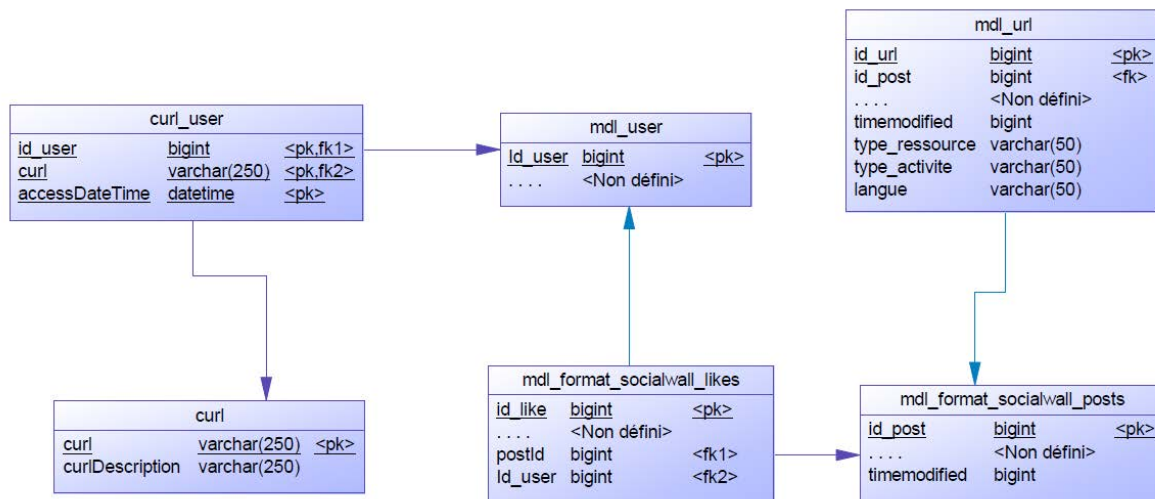 mdl_url
id_url bigint <pk>
id_post bigint <fk>
. . . . <Non défini>
timemodified bigint
type_ressource varchar(50)
type_activite varchar(50)
langue varchar(50)
curl_user
id_user bigint <pk,fk1>
curl varchar(250) <pk,fk2>
accessDateTime datetime <pk>
mdl_user
Id_user bigint <pk>
. . . . <Non défini>
curl
curl varchar(250) <pk>
curlDescription varchar(250)
mdl_format_socialwall_likes
id_like bigint <pk>
. . . . <Non défini>
postId bigint <fk1>
Id_user bigint <fk2>
mdl_format_socialwall_posts
id_post bigint <pk>
. . . . <Non défini>
timemodified bigint